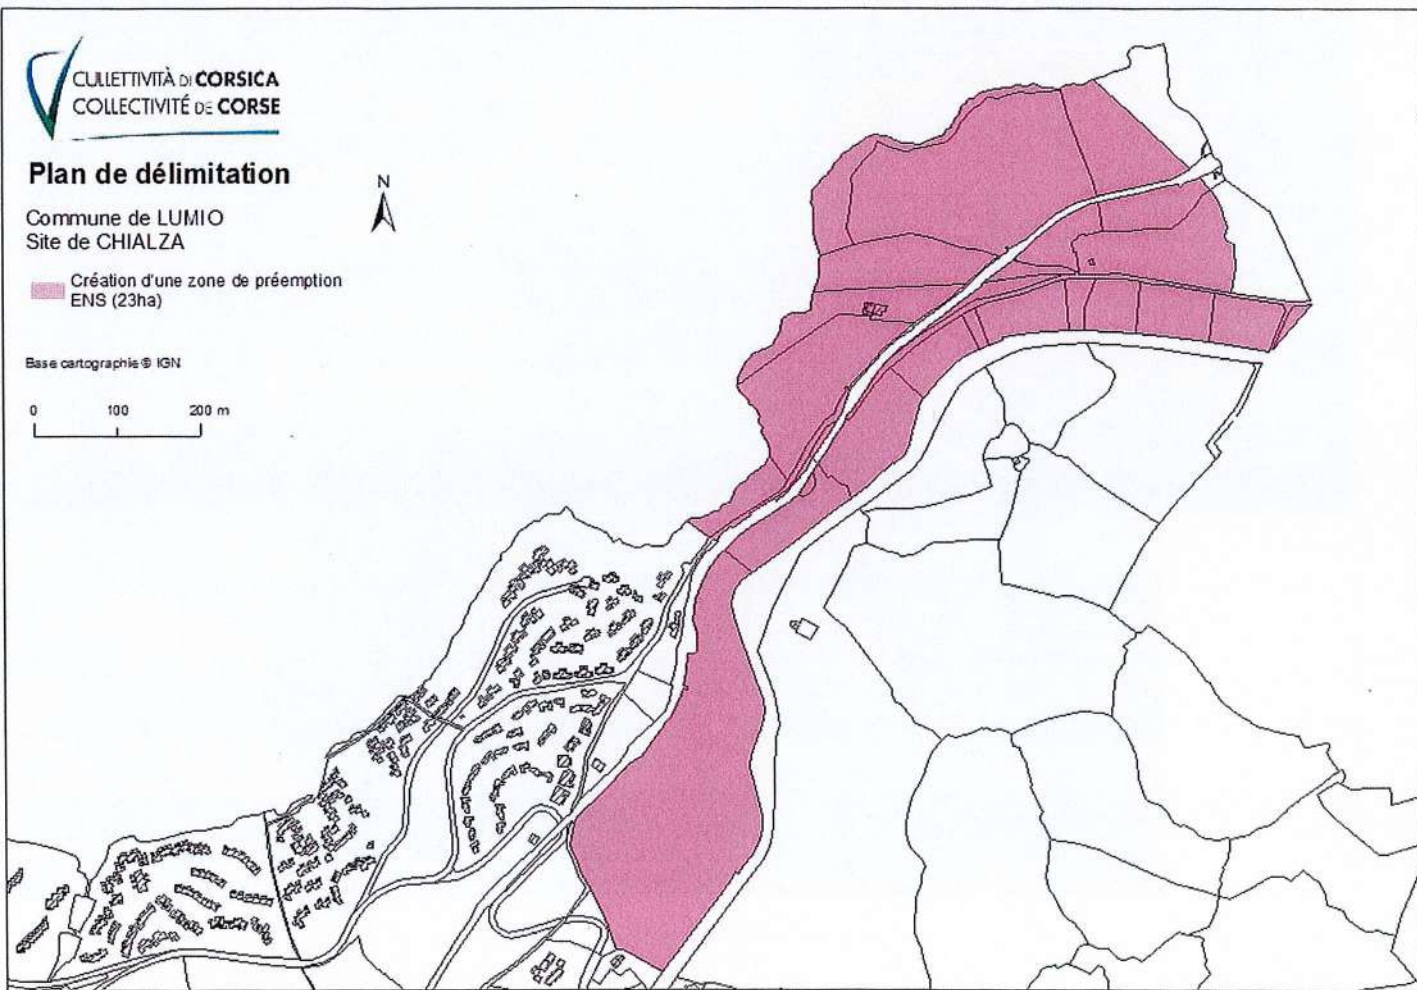 CULLETTIVITÀ DI CORSICA
COLLECTIVITÉ DE CORSE
Plan de délimitation
N
Commune de LUMIO
Site de CHIALZA
Création d'une zone de préemption
ENS (23ha)
Base cartographie © IGN
0 100 200 m